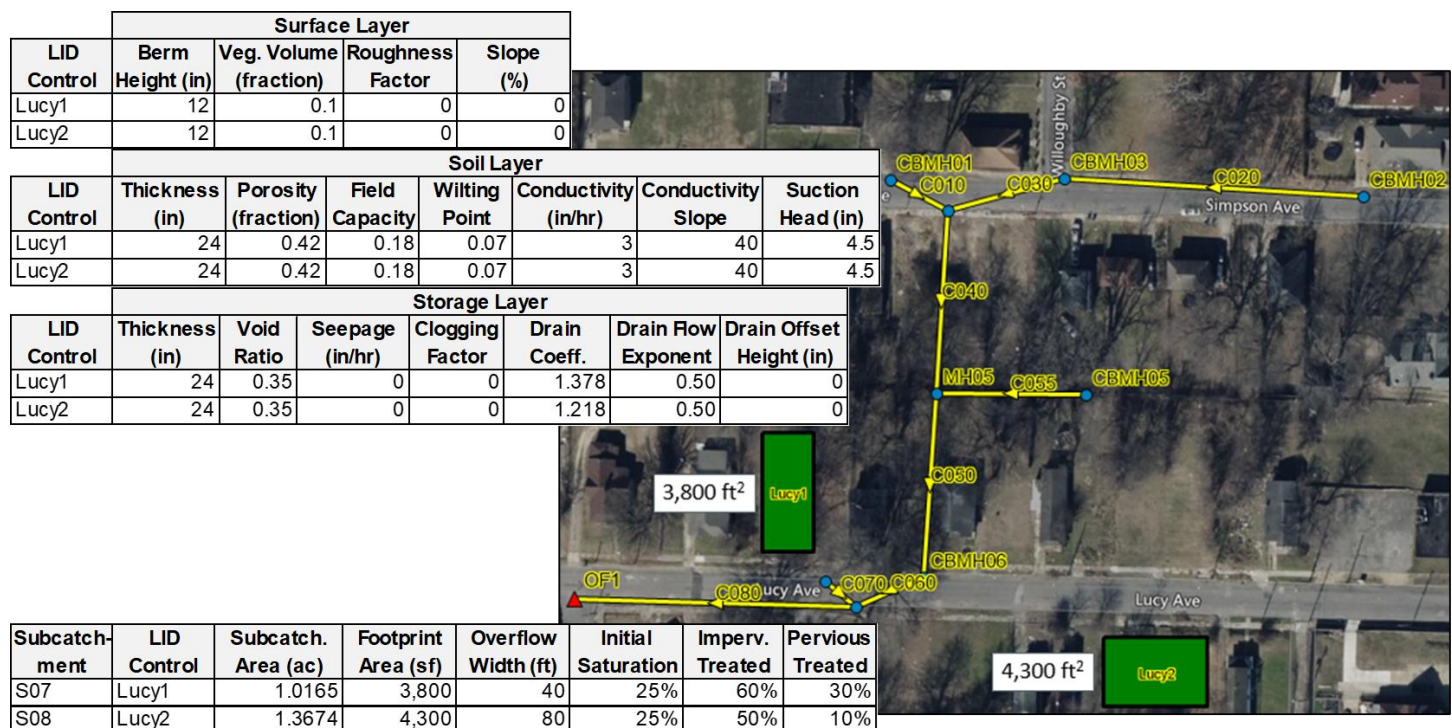 Surface Layer
LID Control Berm Height (in) Veg. Volume (fraction) Roughness Factor Slope (%)
Lucy1 12 0.1 0 0
Lucy2 12 0.1 0 0
Soil Layer
LID Control Thickness (in) Porosity (fraction) Field Capacity Wilting Point Conductivity (in/hr) Conductivity Slope Suction Head (in)
Lucy1 24 0.42 0.18 0.07 3 40 4.5
Lucy2 24 0.42 0.18 0.07 3 40 4.5
Storage Layer
LID Control Thickness (in) Void Ratio Seepage (in/hr) Clogging Factor Drain Coeff. Drain Flow Exponent Drain Offset Height (in)
Lucy1 24 0.35 0 0 1.378 0.50 0
Lucy2 24 0.35 0 0 1.218 0.50 0
Willoughby St
CBMH01
CBMH03
C010
C030
C020
CBMH02
e
Simpson Ave
C040
MH05
C055
CBMH05
C050
3,800 ft²
Lucy1
CBMH06
OF1
C080
ucy Ave
C070
C060
Lucy Ave
4,300 ft²
Lucy2
Subcatch-ment LID Control Subcatch. Area (ac) Footprint Area (sf) Overflow Width (ft) Initial Saturation Imperv. Treated Pervious Treated
S07 Lucy1 1.0165 3,800 40 25% 60% 30%
S08 Lucy2 1.3674 4,300 80 25% 50% 10%